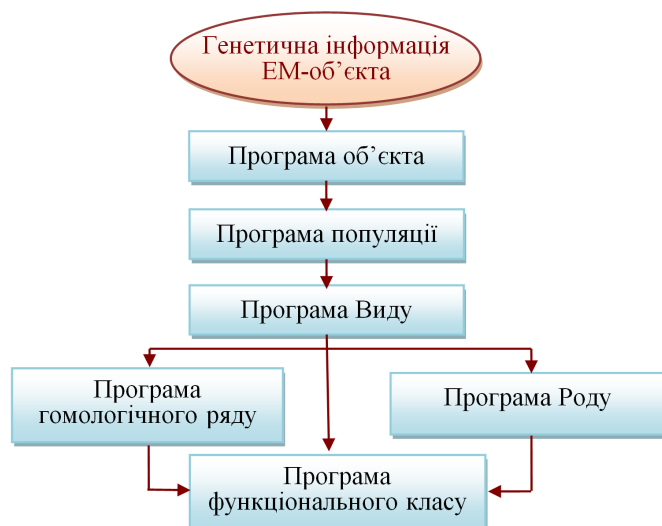 Генетична інформація
ЕМ-об’єкта
Програма об’єкта
Програма популяції
Програма Виду
Програма
гомологічного ряду
Програма Роду
Програма
функціонального класу